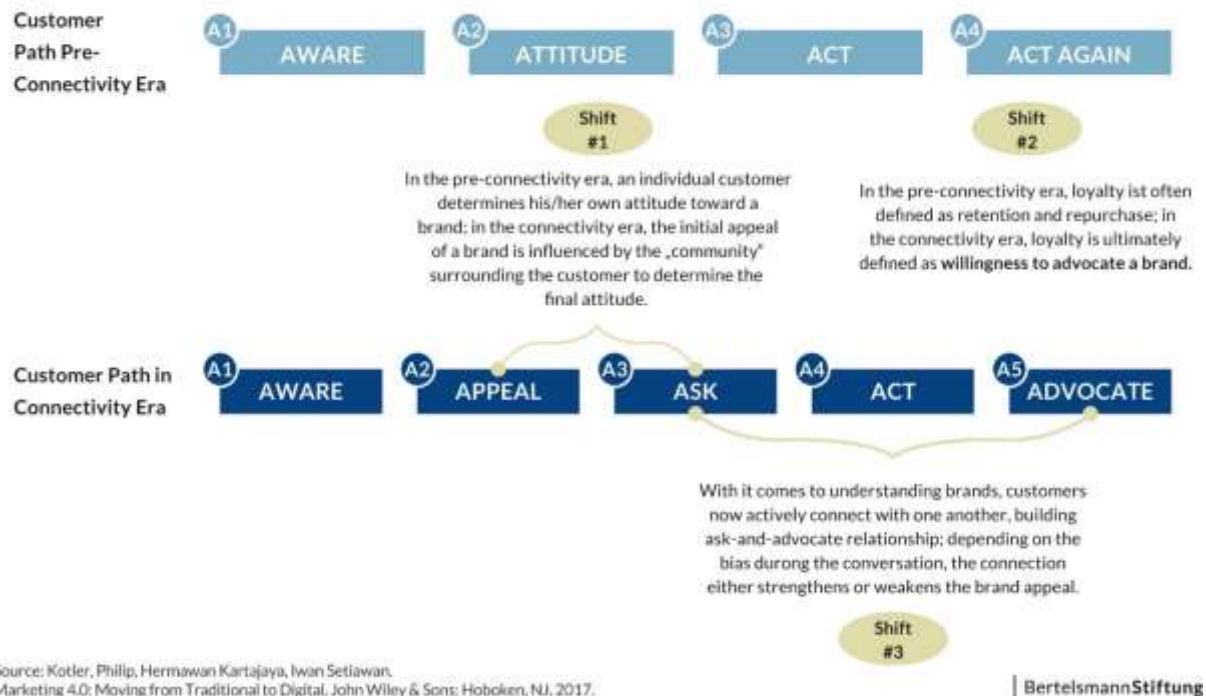 Customer
Path Pre-
Connectivity Era
A1
AWARE
A2
ATTITUDE
A3
ACT
A4
ACT AGAIN
Shift
#1
In the pre-connectivity era, an individual customer
determines his/her own attitude toward a
brand; in the connectivity era, the initial appeal
of a brand is influenced by the „community"
surrounding the customer to determine the
final attitude.
Shift
#2
In the pre-connectivity era, loyalty ist often
defined as retention and repurchase; in
the connectivity era, loyalty is ultimately
defined as willingness to advocate a brand.
Customer Path in
Connectivity Era
A1
AWARE
A2
APPEAL
A3
ASK
A4
ACT
A5
ADVOCATE
With it comes to understanding brands, customers
now actively connect with one another, building
ask-and-advocate relationship; depending on the
bias durong the conversation, the connection
either strengthens or weakens the brand appeal.
Shift
#3
Source: Kotler, Philip, Hermawan Kartajaya, Iwan Setiawan.
Marketing 4.0: Moving from Traditional to Digital. John Wiley & Sons: Hoboken, NJ, 2017.
BertelsmannStiftung